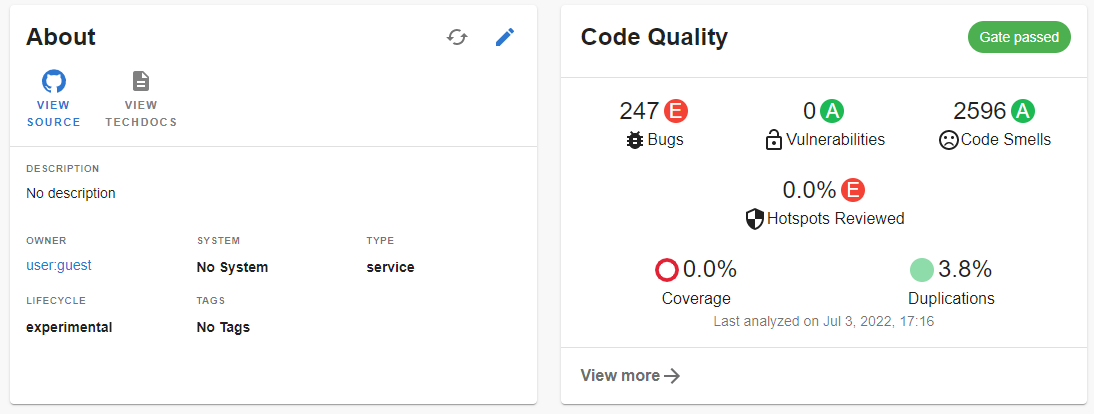 About
VIEW
SOURCE
VIEW
TECHDOCS
DESCRIPTION
No description
OWNER
SYSTEM
TYPE
user:guest
No System
service
LIFECYCLE
TAGS
experimental
No Tags
Code Quality
Gate passed
247 E
Bugs
0 A
Vulnerabilities
2596 A
Code Smells
0.0% E
Hotspots Reviewed
0.0%
Coverage
3.8%
Duplications
Last analyzed on Jul 3, 2022, 17:16
View more